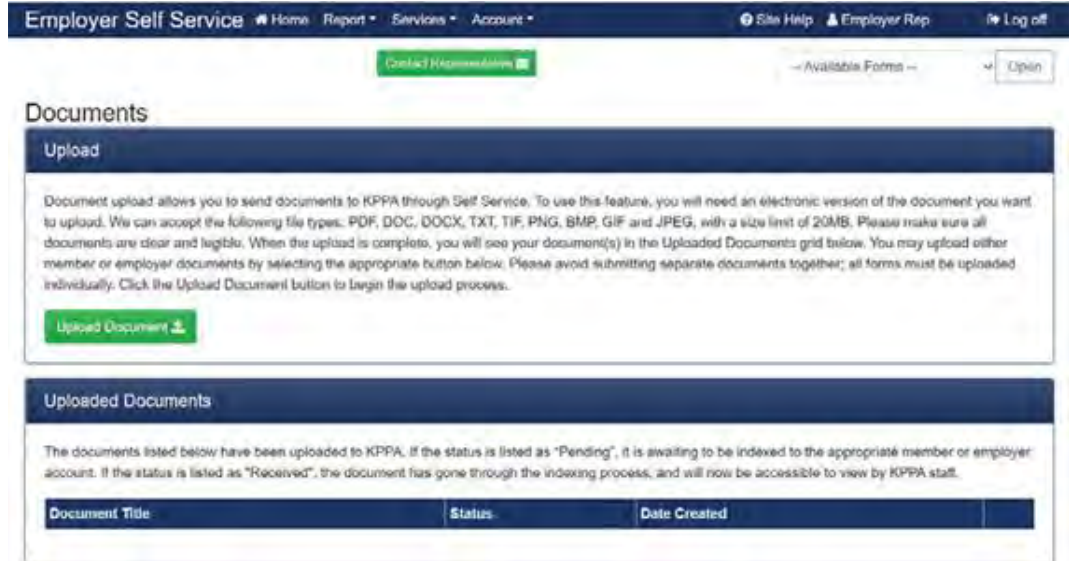 Employer Self Service Home Report Services Account Site Help Employer Rep Log off
Contact Representative -- Available Forms -- Open
Documents
Upload
Document upload allows you to send documents to KPPA through Self Service. To use this feature, you will need an electronic version of the document you want
to upload. We can accept the following file types: PDF, DOC, DOCX, TXT, TIF, PNG, BMP, GIF and JPEG, with a size limit of 20MB. Please make sure all
documents are clear and legible. When the upload is complete, you will see your document(s) in the Uploaded Documents grid below. You may upload either
member or employer documents by selecting the appropriate button below. Please avoid submitting separate documents together; all forms must be uploaded
individually. Click the Upload Document button to begin the upload process.
Upload Document
Uploaded Documents
The documents listed below have been uploaded to KPPA. If the status is listed as "Pending", it is awaiting to be indexed to the appropriate member or employer
account. If the status is listed as "Received", the document has gone through the indexing process, and will now be accessible to view by KPPA staff.
Document Title Status Date Created